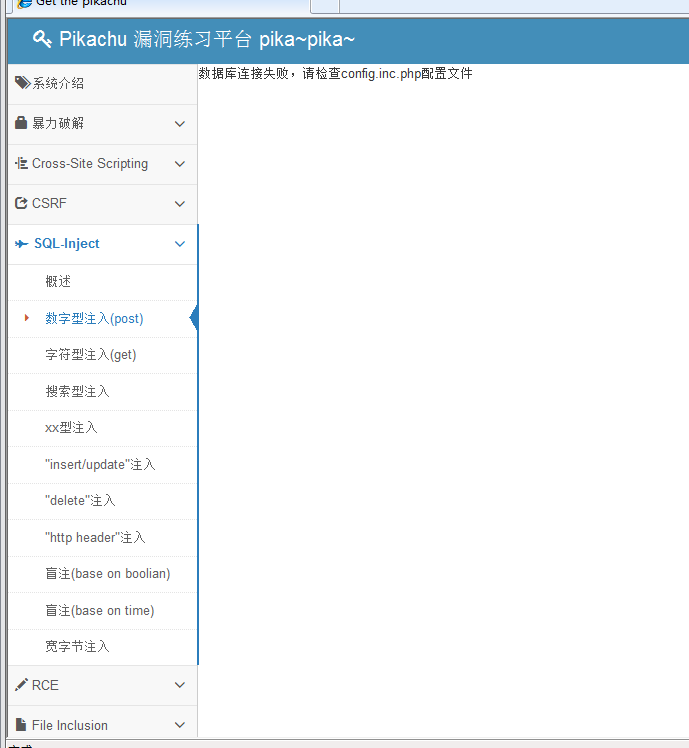 Get the pikachu
Pikachu 漏洞练习平台 pika~pika~
系统介绍
数据库连接失败，请检查config.inc.php配置文件
暴力破解
Cross-Site Scripting
CSRF
SQL-Inject
概述
数字型注入(post)
字符型注入(get)
搜索型注入
xx型注入
"insert/update"注入
"delete"注入
"http header"注入
盲注(base on boolian)
盲注(base on time)
宽字节注入
RCE
File Inclusion